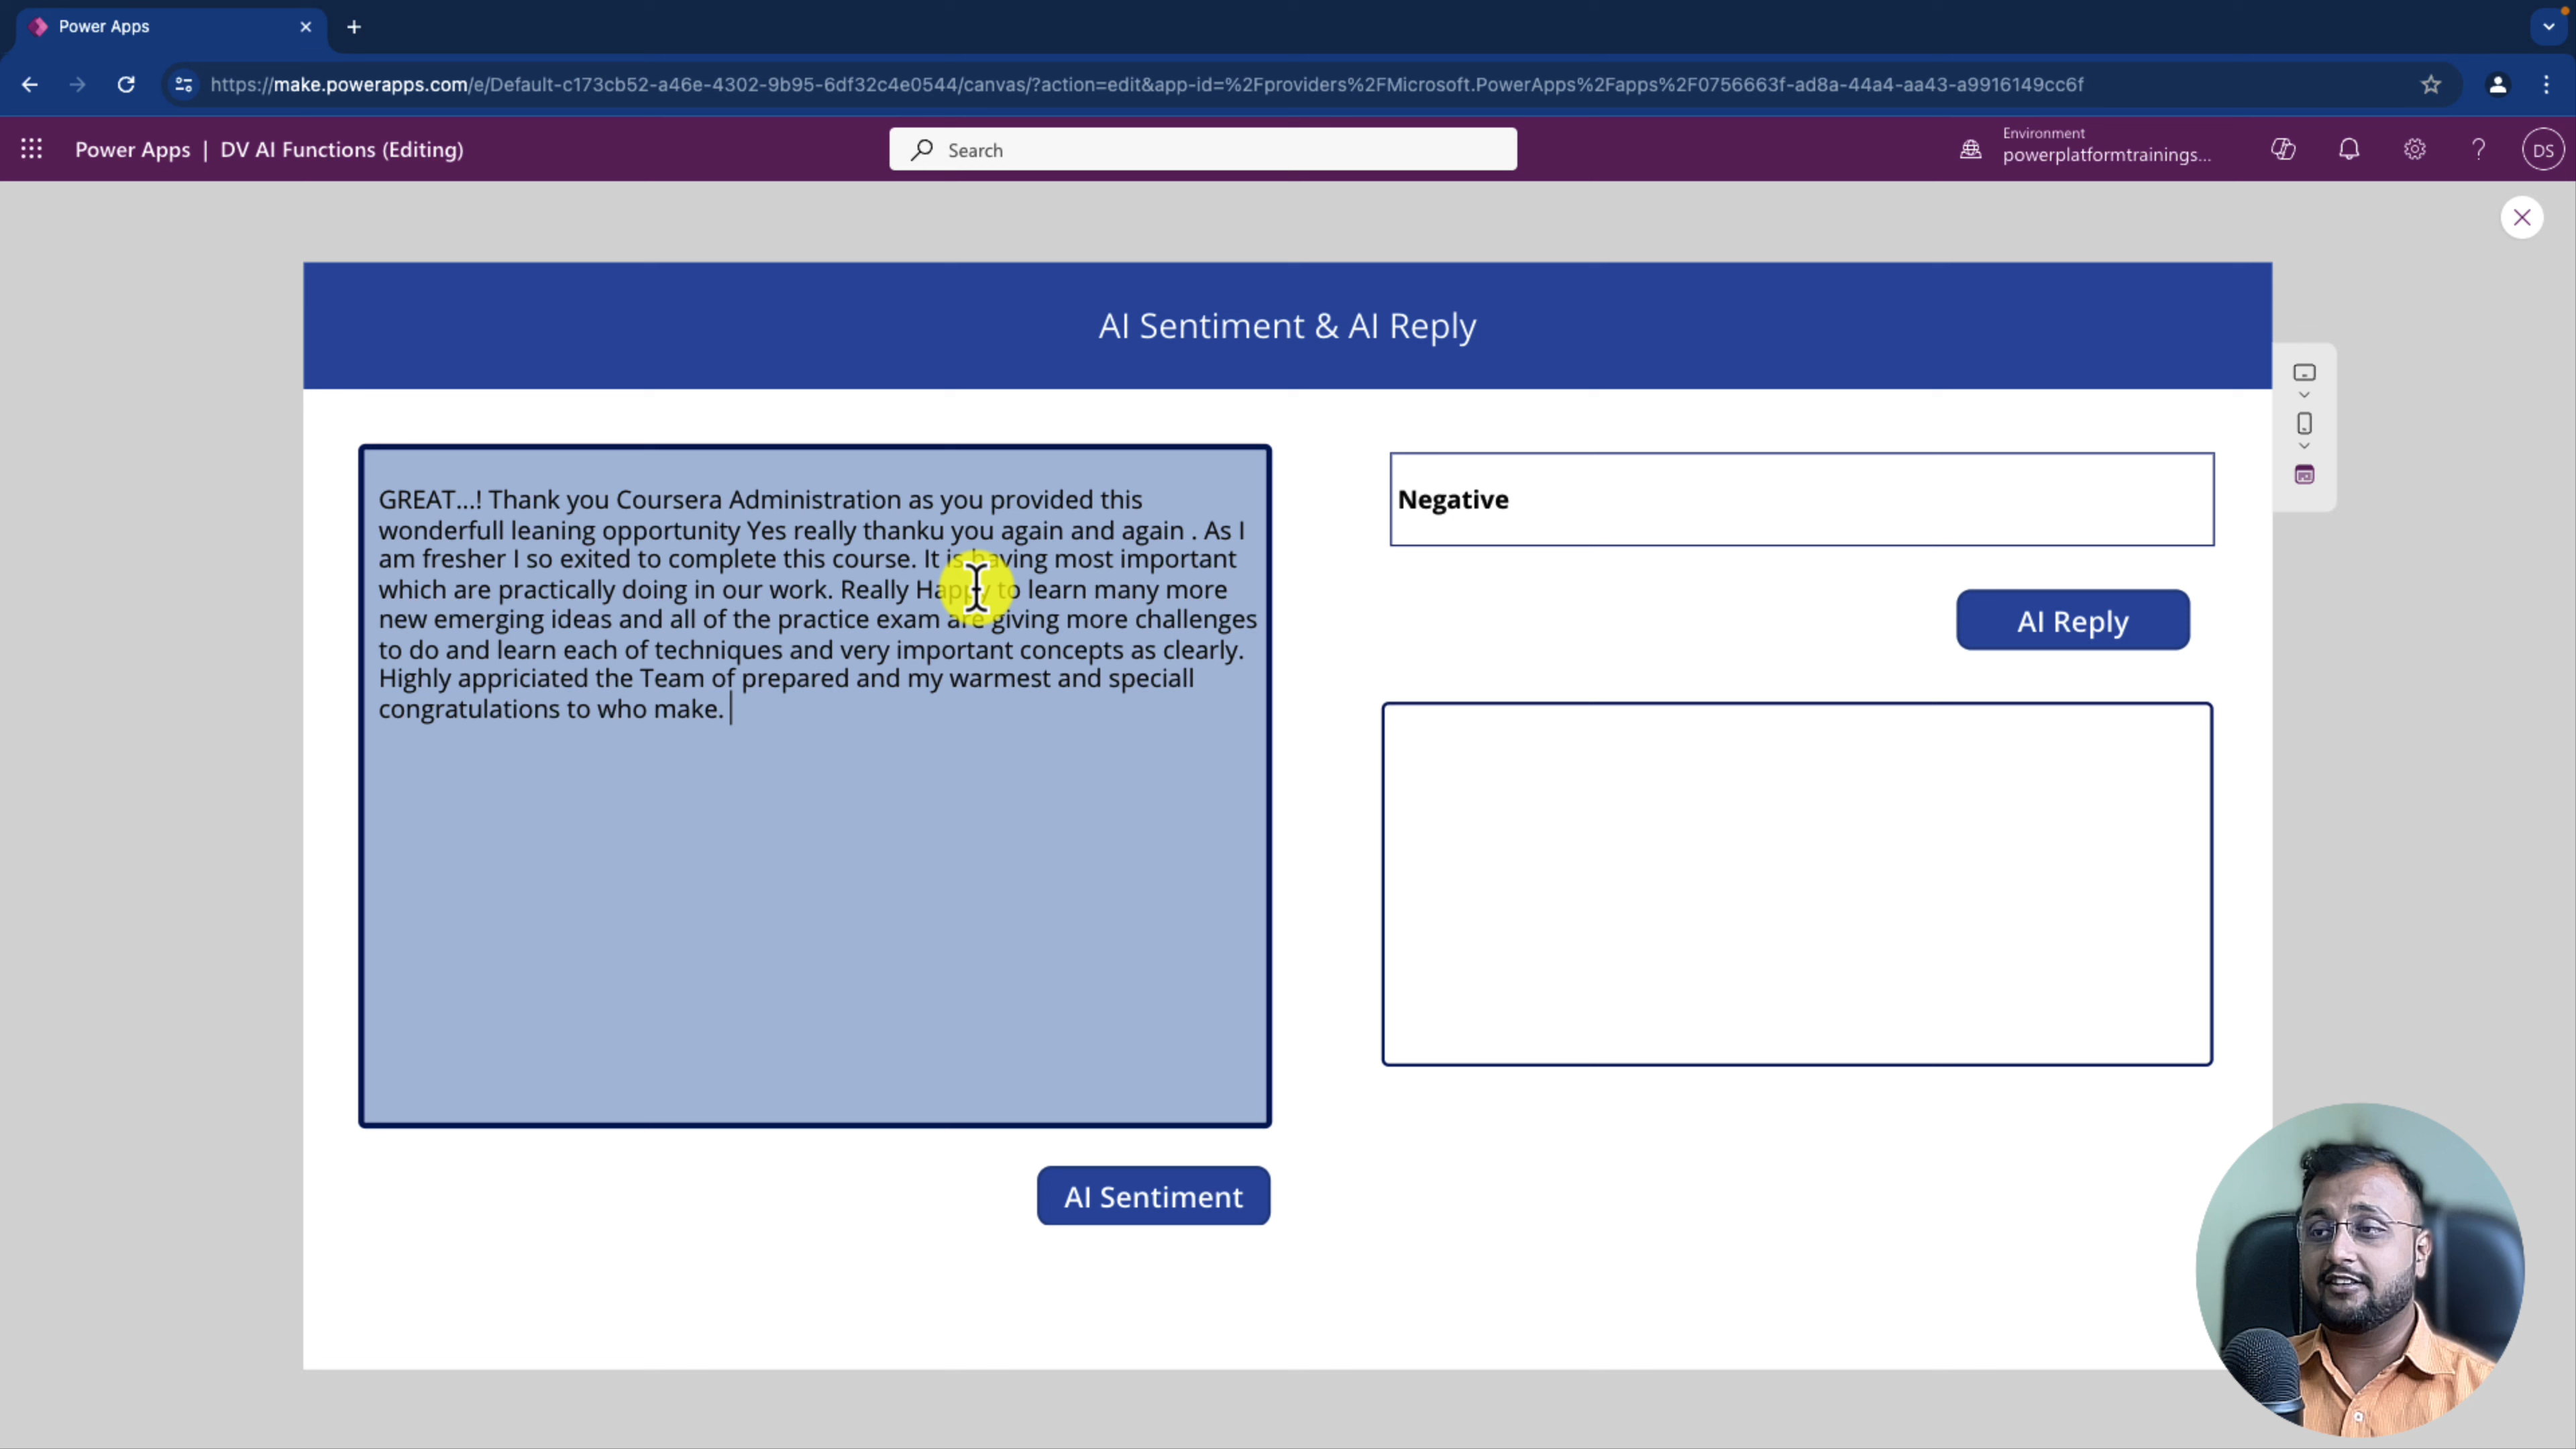 Power Apps
https://make.powerapps.com/e/Default-c173cb52-a46e-4302-9b95-6df32c4e0544/canvas/?action=edit&app-id=%2Fproviders%2FMicrosoft.PowerApps%2Fapps%2F0756663f-ad8a-44a4-aa43-a9916149cc6f
Power Apps | DV AI Functions (Editing)
Search
Environment
powerplatformtrainings...
DS
AI Sentiment & AI Reply
GREAT...! Thank you Coursera Administration as you provided this
wonderfull leaning opportunity Yes really thanku you again and again . As I
am fresher I so exited to complete this course. It is having most important
which are practically doing in our work. Really Happy to learn many more
new emerging ideas and all of the practice exam are giving more challenges
to do and learn each of techniques and very important concepts as clearly.
Highly appriciated the Team of prepared and my warmest and speciall
congratulations to who make.
AI Sentiment
Negative
AI Reply